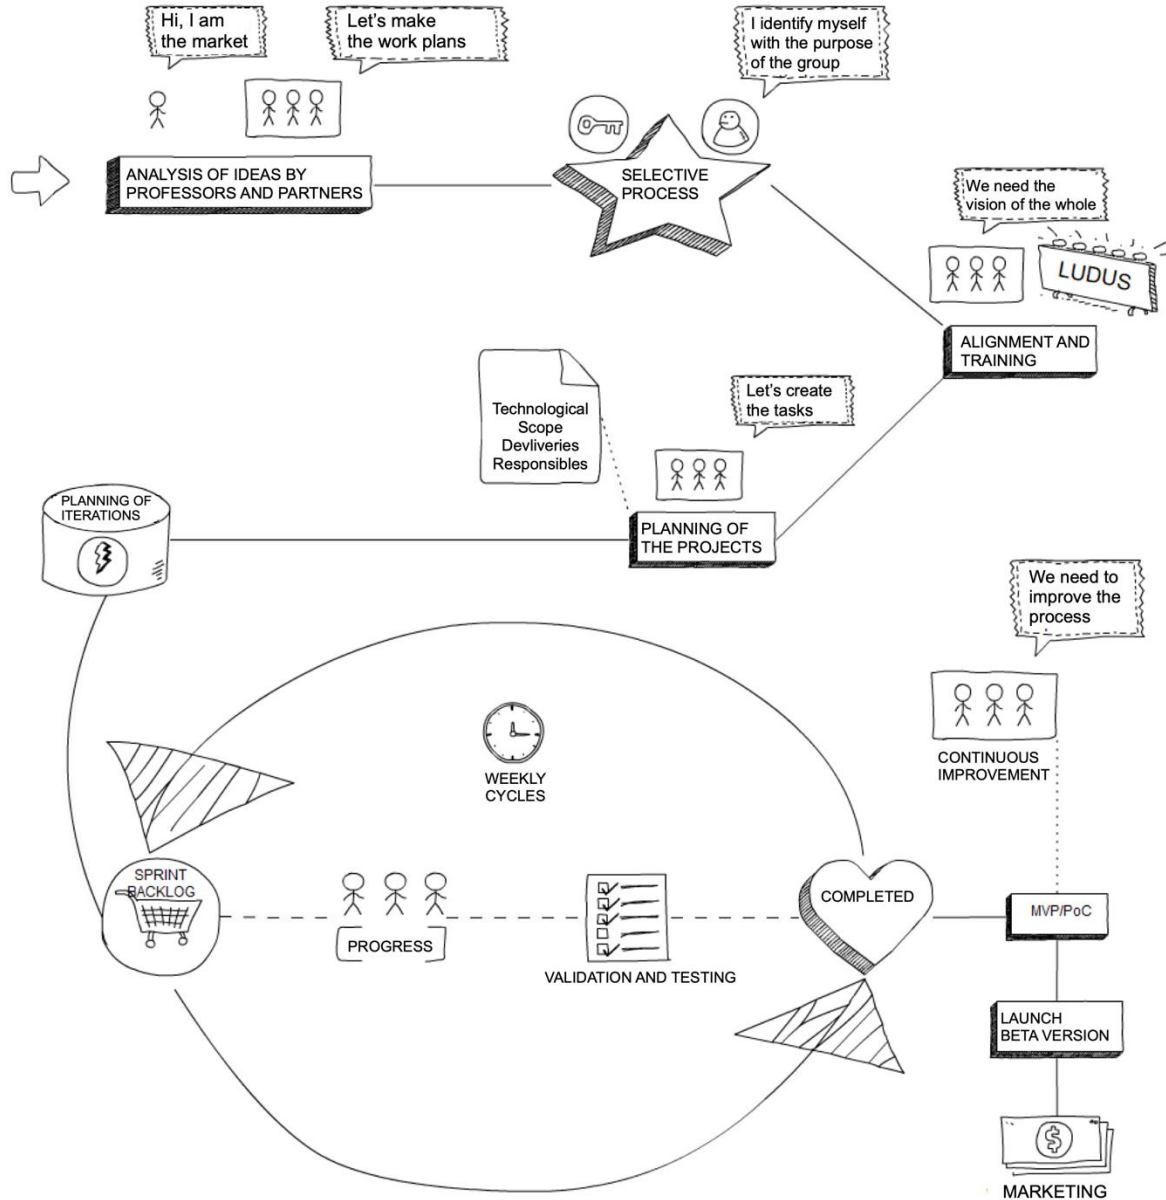 Hi, I am
the market
Let's make
the work plans
I identify myself
with the purpose
of the group
ANALYSIS OF IDEAS BY
PROFESSORS AND PARTNERS
SELECTIVE
PROCESS
We need the
vision of the whole
LUDUS
ALIGNMENT AND
TRAINING
Technological
Scope
Devliveries
Responsibles
Let's create
the tasks
PLANNING OF
ITERATIONS
PLANNING OF
THE PROJECTS
We need to
improve the
process
CONTINUOUS
IMPROVEMENT
WEEKLY
CYCLES
SPRINT
BACKLOG
PROGRESS
VALIDATION AND TESTING
COMPLETED
MVP/PoC
LAUNCH
BETA VERSION
$
MARKETING